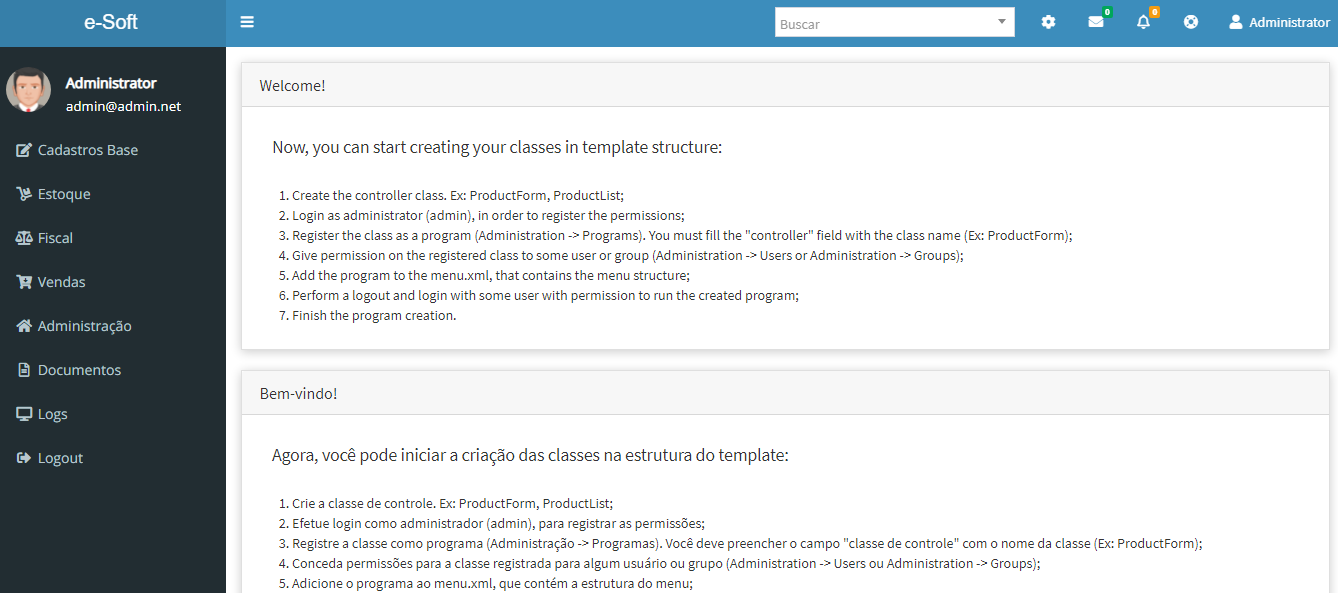 e-Soft
Buscar
0
0
Administrator
Administrator
admin@admin.net
Cadastros Base
Estoque
Fiscal
Vendas
Administração
Documentos
Logs
Logout
Welcome!
Now, you can start creating your classes in template structure:
1. Create the controller class. Ex: ProductForm, ProductList;
2. Login as administrator (admin), in order to register the permissions;
3. Register the class as a program (Administration -> Programs). You must fill the "controller" field with the class name (Ex: ProductForm);
4. Give permission on the registered class to some user or group (Administration -> Users or Administration -> Groups);
5. Add the program to the menu.xml, that contains the menu structure;
6. Perform a logout and login with some user with permission to run the created program;
7. Finish the program creation.
Bem-vindo!
Agora, você pode iniciar a criação das classes na estrutura do template:
1. Crie a classe de controle. Ex: ProductForm, ProductList;
2. Efetue login como administrador (admin), para registrar as permissões;
3. Registre a classe como programa (Administração -> Programas). Você deve preencher o campo "classe de controle" com o nome da classe (Ex: ProductForm);
4. Conceda permissões para a classe registrada para algum usuário ou grupo (Administration -> Users ou Administration -> Groups);
5. Adicione o programa ao menu.xml, que contém a estrutura do menu;